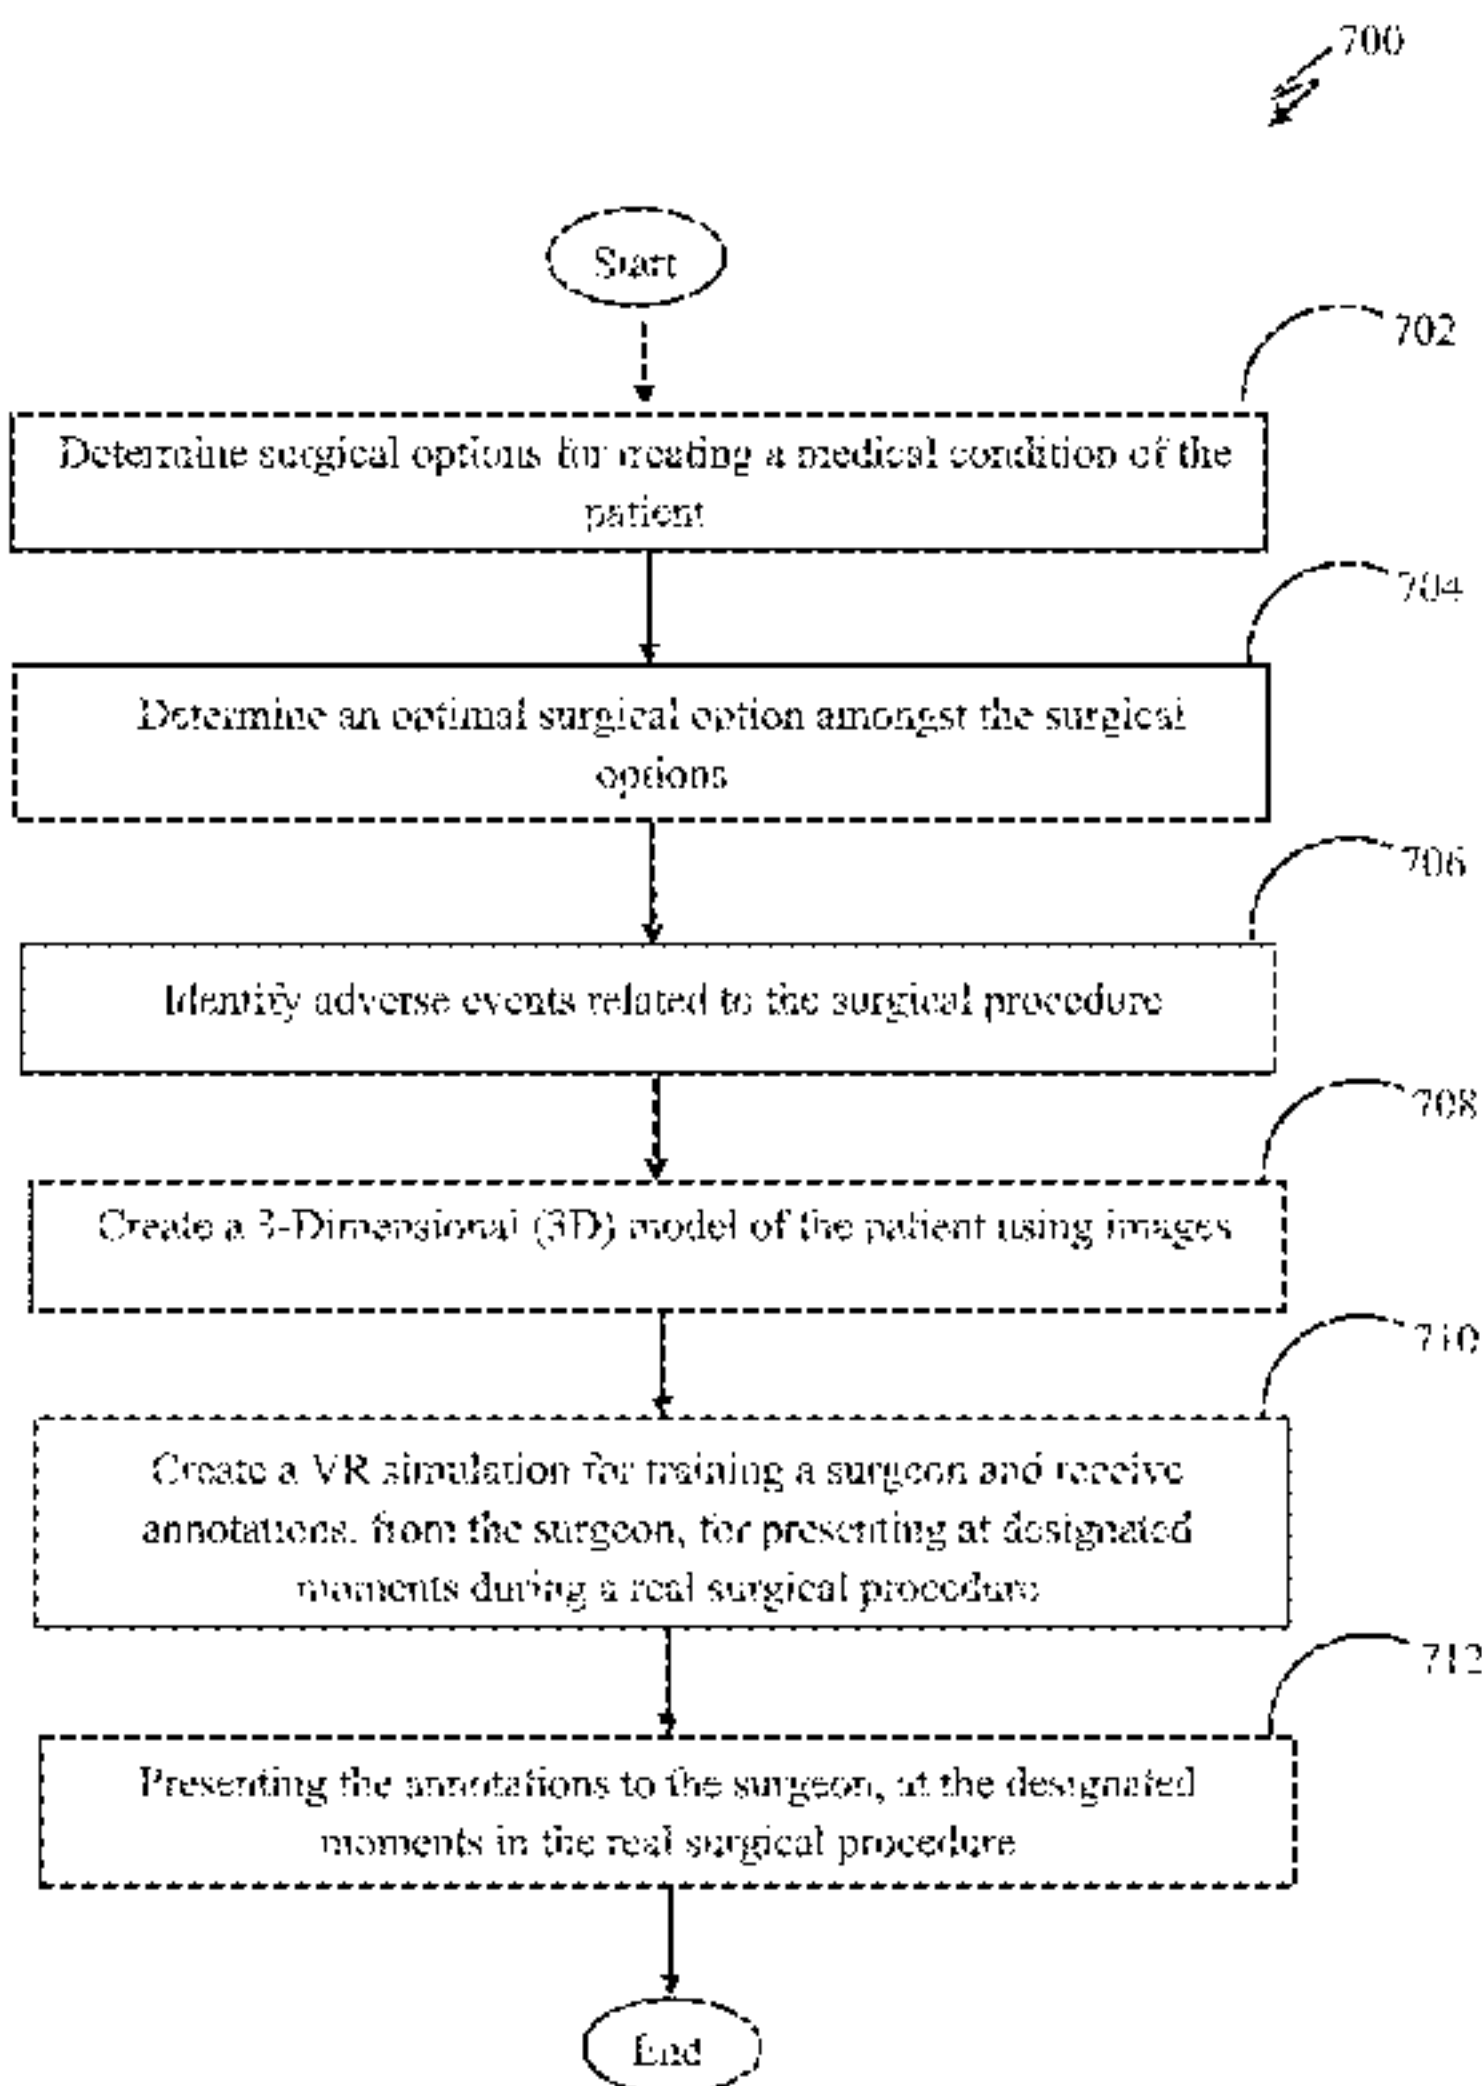 700
Start
702
Determine surgical options for treating a medical condition of the
patient
704
Determine an optimal surgical option amongst the surgical
options
706
Identify adverse events related to the surgical procedure
708
Create a 3-Dimensional (3D) model of the patient using images
710
Create a VR simulation for training a surgeon and receive
annotations, from the surgeon, for presenting at designated
moments during a real surgical procedure
712
Presenting the annotations to the surgeon, at the designated
moments in the real surgical procedure
End